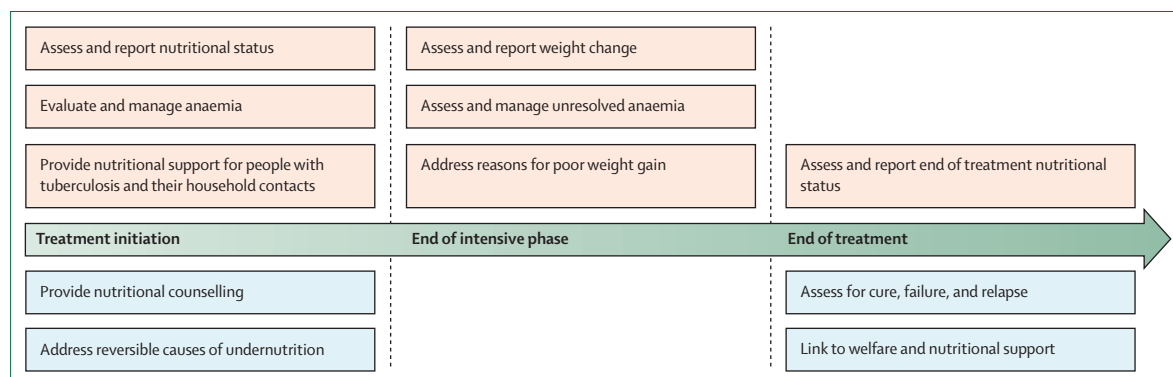 Assess and report nutritional status
Evaluate and manage anaemia
Provide nutritional support for people with
tuberculosis and their household contacts
Assess and report weight change
Assess and manage unresolved anaemia
Address reasons for poor weight gain
Assess and report end of treatment nutritional
status
Treatment initiation
End of intensive phase
End of treatment
Provide nutritional counselling
Address reversible causes of undernutrition
Assess for cure, failure, and relapse
Link to welfare and nutritional support